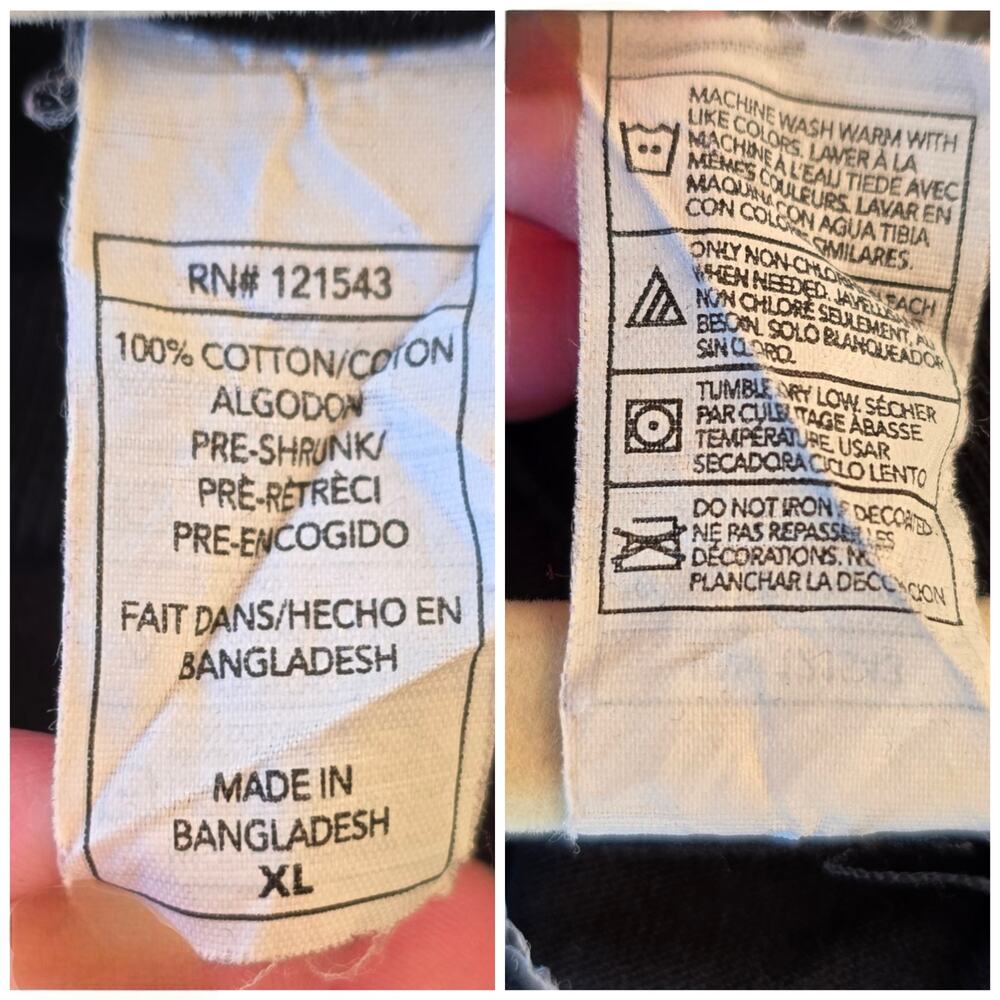 RN# 121543
100% COTTON/COTON
ALGODON
PRE-SHRUNK/
PRÈ-RÈTRÈCI
PRE-ENCOGIDO
FAIT DANS/HECHO EN
BANGLADESH
MADE IN
BANGLADESH
XL
MACHINE WASH WARM WITH
LIKE COLORS. LAVER À LA
MACHINE À L'EAU TIEDE AVEC
MÊMES COULEURS. LAVAR EN
MAQUINA CON AGUA TIBIA
CON COLORES SIMILARES.
ONLY NON-CHLORINE BLEACH
WHEN NEEDED.
NON CHLORÉ SEULEMENT, AU
BESOIN. SOLO BLANQUEADOR
SIN CLORO.
TUMBLE DRY LOW. SÉCHER
PAR CULBUTAGE ÀBASSE
TEMPÉRATURE. USAR
SECADORA CICLO LENTO
DO NOT IRON IF DECORATED
NE PAS REPASSER LES
DÉCORATIONS. NO
PLANCHAR LA DECORACION